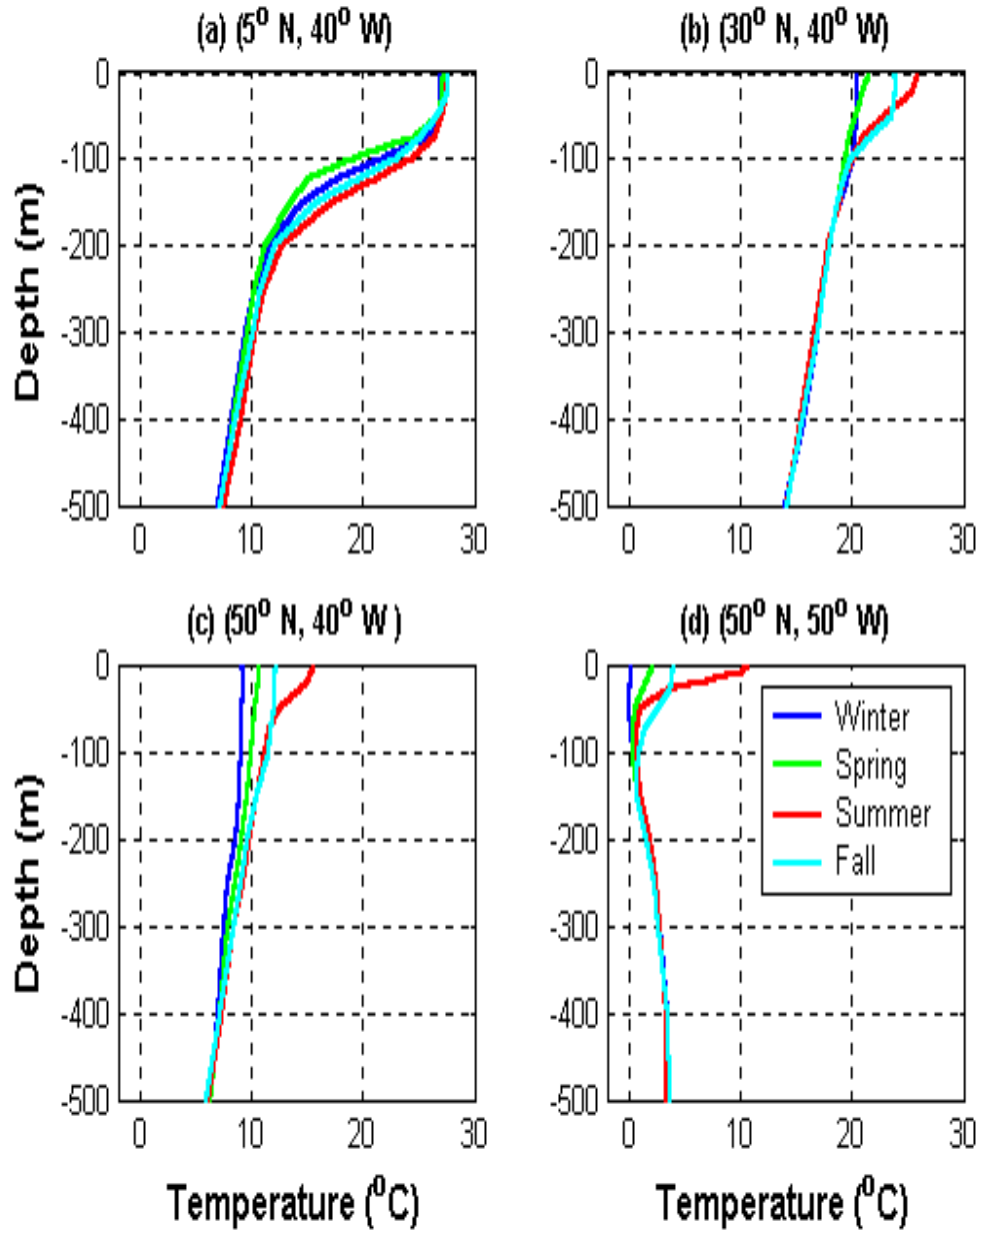 (a) (5⁰ N, 40⁰ W)
(b) (30⁰ N, 40⁰ W)
0
-100
-200
-300
-400
-500
Depth (m)
0 10 20 30
0
-100
-200
-300
-400
-500
0 10 20 30
(c) (50⁰ N, 40⁰ W )
(d) (50⁰ N, 50⁰ W)
0
-100
-200
-300
-400
-500
Depth (m)
0 10 20 30
Temperature (⁰C)
0
-100
-200
-300
-400
-500
Winter
Spring
Summer
Fall
0 10 20 30
Temperature (⁰C)